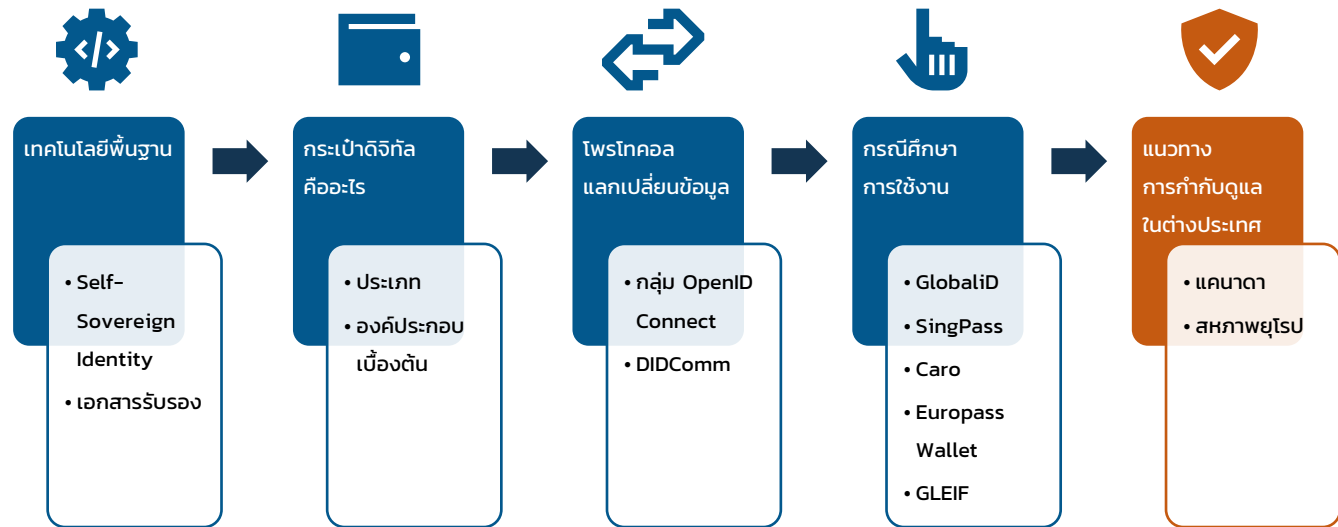 </>
เทคโนโลยีพื้นฐาน
• Self-
Sovereign
Identity
• เอกสารรับรอง
กระเป๋าดิจิทัล
คืออะไร
• ประเภท
• องค์ประกอบ
เบื้องต้น
โพรโทคอล
แลกเปลี่ยนข้อมูล
• กลุ่ม OpenID
Connect
• DIDComm
กรณีศึกษา
การใช้งาน
• GlobaliD
• SingPass
• Caro
• Europass
Wallet
• GLEIF
แนวทาง
การกำกับดูแล
ในต่างประเทศ
• แคนาดา
• สหภาพยุโรป